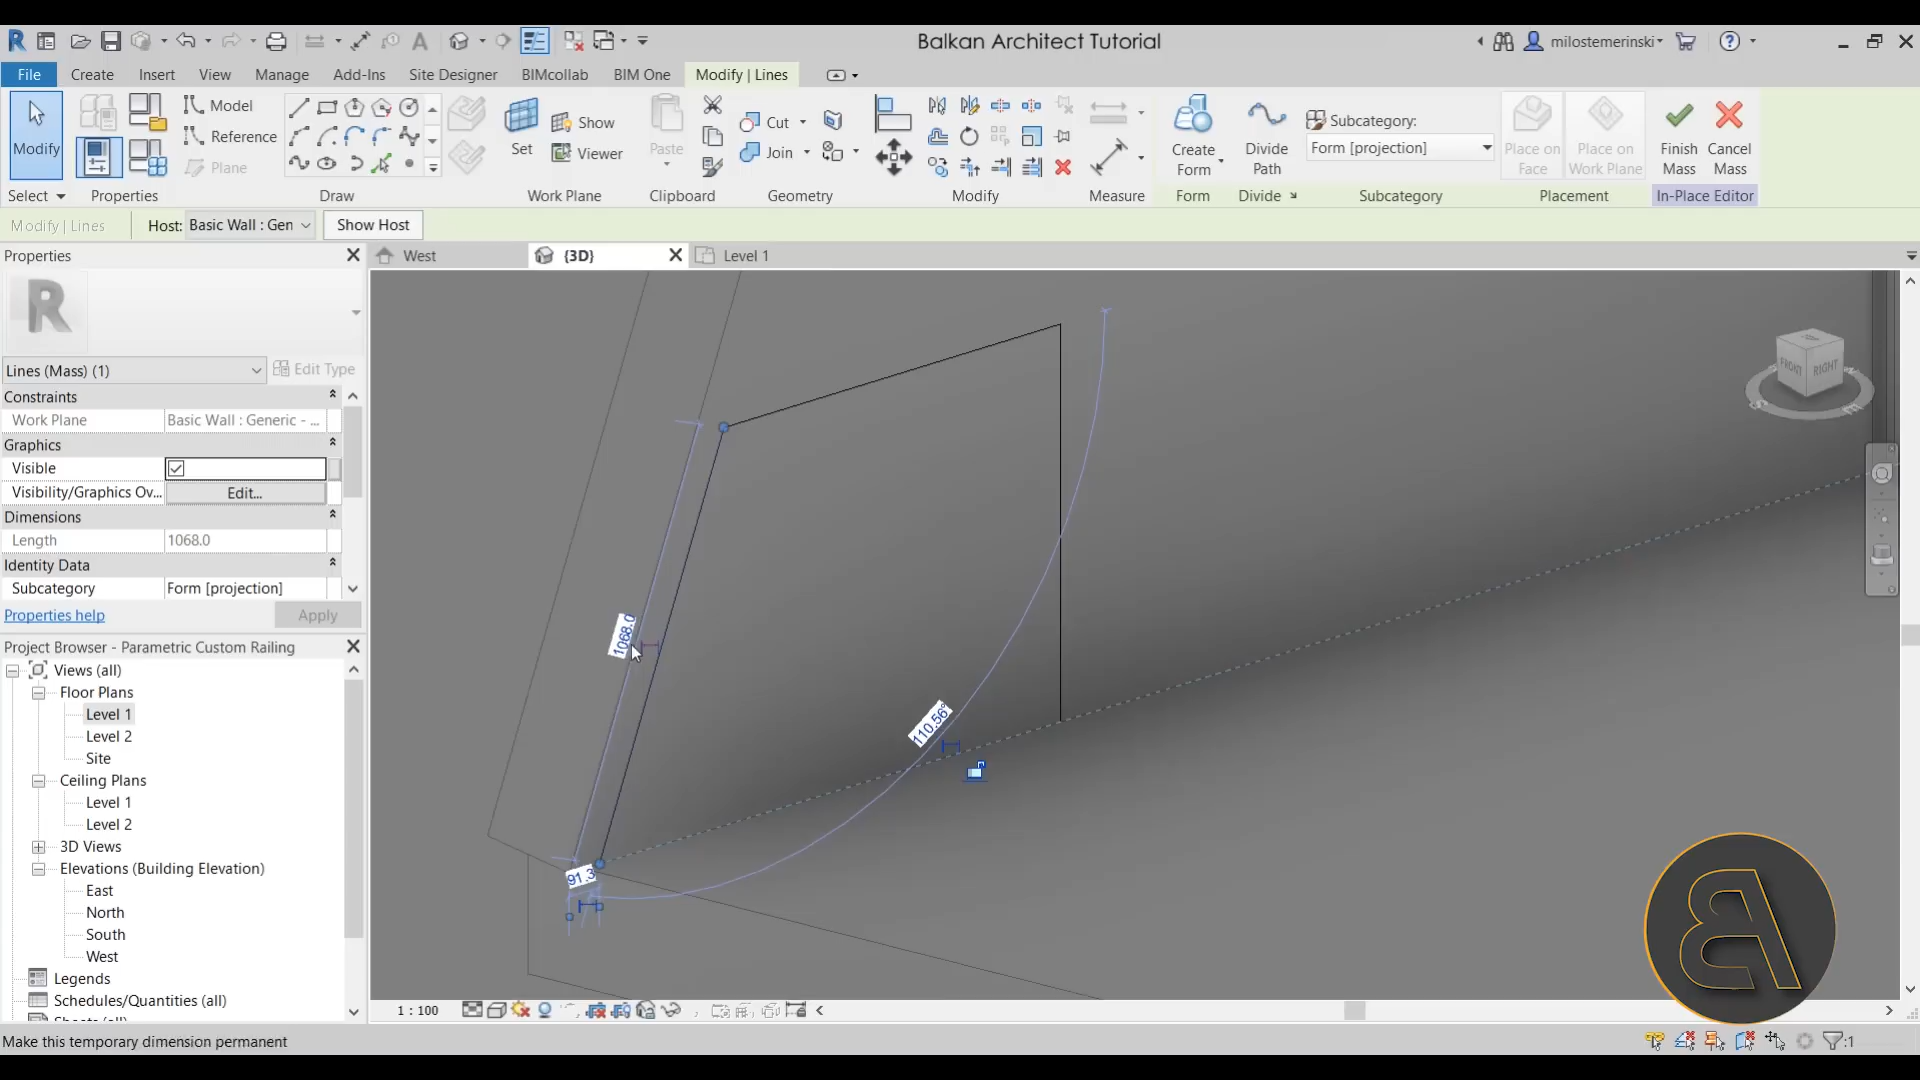 Balkan Architect Tutorial
milostemerinski
File Create Insert View Manage Add-Ins Site Designer BIMcollab BIM One Modify | Lines
Modify
Model
Reference
Plane
Set
Show
Viewer
Paste
Cut
Join
Create Form
Divide Path
Subcategory:
Form [projection]
Place on Face
Place on Work Plane
Finish Mass
Cancel Mass
Select Properties Draw Work Plane Clipboard Geometry Modify Measure Form Divide Subcategory Placement In-Place Editor
Modify | Lines Host: Basic Wall : Gen Show Host
Properties
West {3D} Level 1
R
Lines (Mass) (1) Edit Type
Constraints
Work Plane Basic Wall : Generic - ...
Graphics
Visible
Visibility/Graphics Ov... Edit...
Dimensions
Length 1068.0
Identity Data
Subcategory Form [projection]
Properties help Apply
Project Browser - Parametric Custom Railing
Views (all)
Floor Plans
Level 1
Level 2
Site
Ceiling Plans
Level 1
Level 2
3D Views
Elevations (Building Elevation)
East
North
South
West
Legends
Schedules/Quantities (all)
1068.0
110.56°
91.3
FRONT RIGHT
1 : 100
Make this temporary dimension permanent
:1